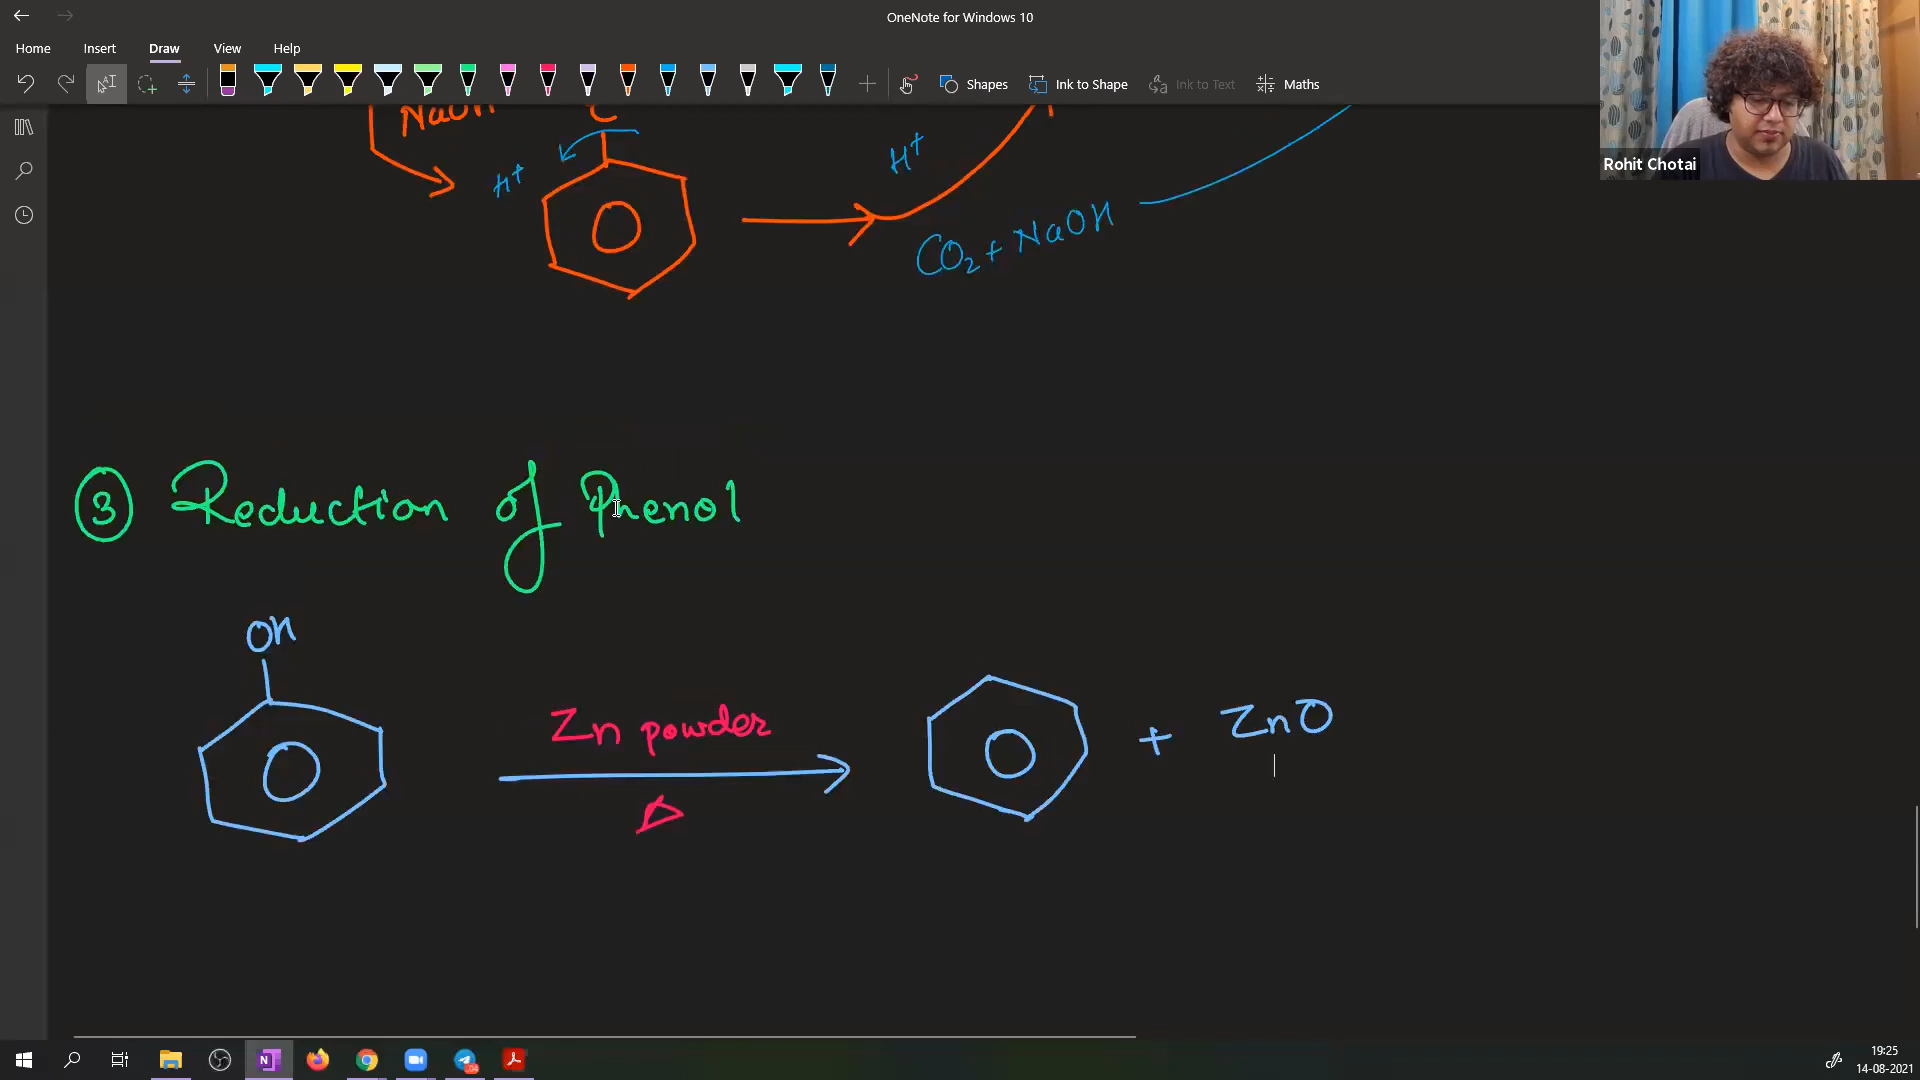 OneNote for Windows 10
Home Insert Draw View Help
Shapes Ink to Shape Ink to Text Maths
Rohit Chotai
NaOH C
H+
H+
CO2 + NaOH
3 Reduction of Phenol
OH
Zn powder
Δ
+ ZnO
19:25
14-08-2021